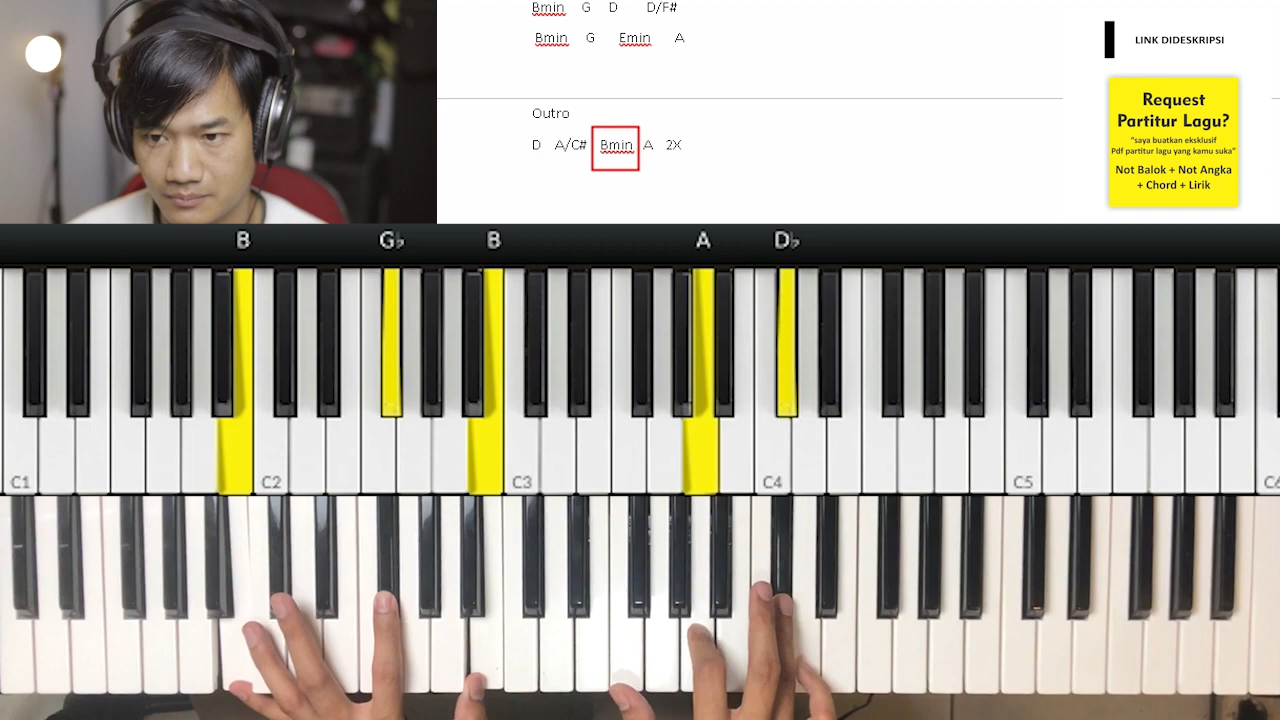 Bmin G D D/F#
Bmin G Emin A
Outro
D A/C# Bmin A 2X
LINK DIDESKRIPSI
Request
Partitur Lagu?
"saya buatkan eksklusif
Pdf partitur lagu yang kamu suka"
Not Balok + Not Angka
+ Chord + Lirik
B G♭ B A D♭
C1 C2 C3 C4 C5 C6